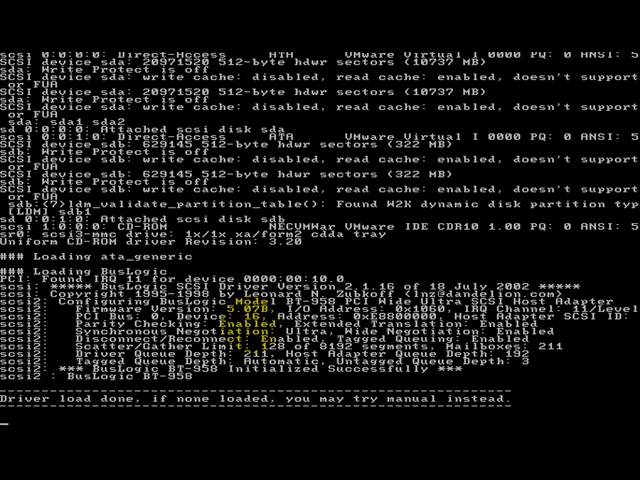 scsi 0:0:0:0: Direct-Access     ATA      VMware Virtual I 0000 PQ: 0 ANSI: 5
SCSI device sda: 20971520 512-byte hdwr sectors (10737 MB)
sda: Write Protect is off
SCSI device sda: write cache: disabled, read cache: enabled, doesn't support
or FUA
SCSI device sda: 20971520 512-byte hdwr sectors (10737 MB)
sda: Write Protect is off
SCSI device sda: write cache: disabled, read cache: enabled, doesn't support
or FUA
 sda: sda1 sda2
sd 0:0:0:0: Attached scsi disk sda
scsi 0:0:1:0: Direct-Access     ATA      VMware Virtual I 0000 PQ: 0 ANSI: 5
SCSI device sdb: 629145 512-byte hdwr sectors (322 MB)
sdb: Write Protect is off
SCSI device sdb: write cache: disabled, read cache: enabled, doesn't support
or FUA
SCSI device sdb: 629145 512-byte hdwr sectors (322 MB)
sdb: Write Protect is off
SCSI device sdb: write cache: disabled, read cache: enabled, doesn't support
or FUA
 sdb:(7)ldm_validate_partition_table(): Found W2K dynamic disk partition typ
 [LDM] sdb1
sd 0:0:1:0: Attached scsi disk sdb
scsi 1:0:0:0: CD-ROM            NECVMWar VMware IDE CDR10 1.00 PQ: 0 ANSI: 5
sr0: scsi3-mmc drive: 1x/1x xa/form2 cdda tray
Uniform CD-ROM driver Revision: 3.20
### Loading ata_generic
### Loading BusLogic
PCI: Found IRQ 11 for device 0000:00:10.0
scsi: ***** BusLogic SCSI Driver Version 2.1.16 of 18 July 2002 *****
scsi: Copyright 1995-1998 by Leonard N. Zubkoff <lnz@dandelion.com>
scsi2: Configuring BusLogic Model BT-958 PCI Wide Ultra SCSI Host Adapter
scsi2:   Firmware Version: 5.07B, I/O Address: 0x1060, IRQ Channel: 11/Level
scsi2:   PCI Bus: 0, Device: 16, Address: 0xE8800000, Host Adapter SCSI ID:
scsi2:   Parity Checking: Enabled, Extended Translation: Enabled
scsi2:   Synchronous Negotiation: Ultra, Wide Negotiation: Enabled
scsi2:   Disconnect/Reconnect: Enabled, Tagged Queuing: Enabled
scsi2:   Scatter/Gather Limit: 128 of 8192 segments, Mailboxes: 211
scsi2:   Driver Queue Depth: 211, Host Adapter Queue Depth: 192
scsi2:   Tagged Queue Depth: Automatic, Untagged Queue Depth: 3
scsi2: *** BusLogic BT-958 Initialized Successfully ***
scsi2 : BusLogic BT-958
Driver load done, if none loaded, you may try manual instead.